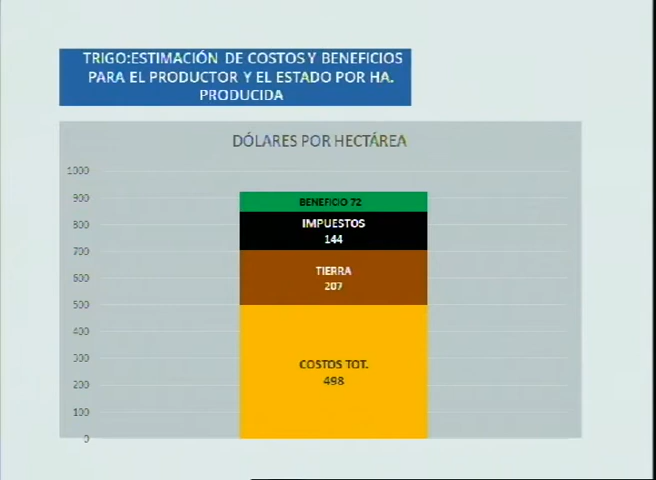 TRIGO:ESTIMACIÓN DE COSTOS Y BENEFICIOS
PARA EL PRODUCTOR Y EL ESTADO POR HA.
PRODUCIDA
DÓLARES POR HECTÁREA
1000
900
800
700
600
500
400
300
200
100
0
BENEFICIO 72
IMPUESTOS
144
TIERRA
207
COSTOS TOT.
498